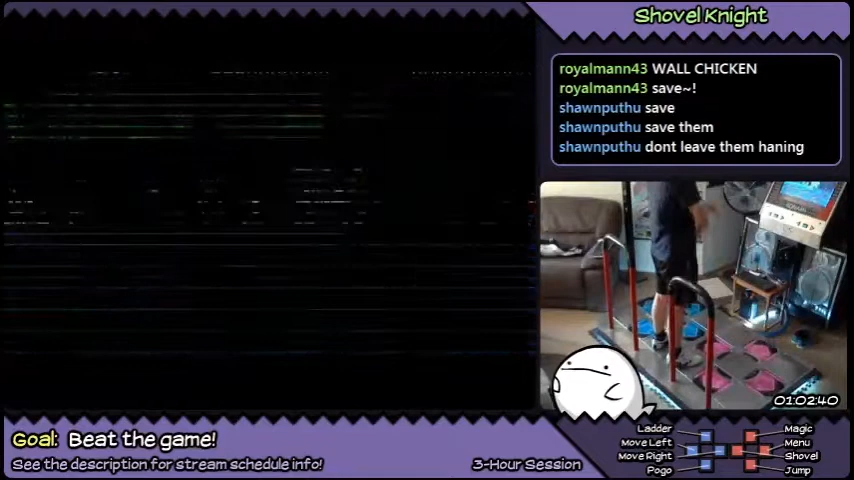 Shovel Knight
royalmann43 WALL CHICKEN
royalmann43 save~!
shawnputhu save
shawnputhu save them
shawnputhu dont leave them haning
01:02:40
Goal: Beat the game!
See the description for stream schedule info!
3-Hour Session
Ladder
Move Left
Move Right
Pogo
Magic
Menu
Shovel
Jump